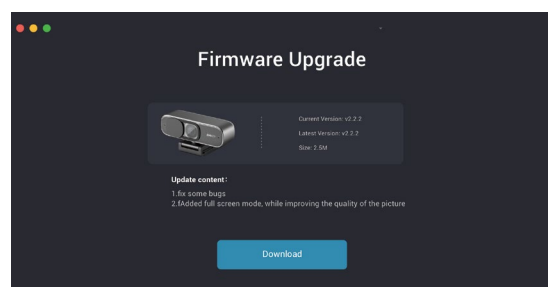 Firmware Upgrade
Current Version: v2.2.2
Latest Version: v2.2.2
Size: 2.5M
Update content:
1.fix some bugs
2.fAdded full screen mode, while improving the quality of the picture
Download